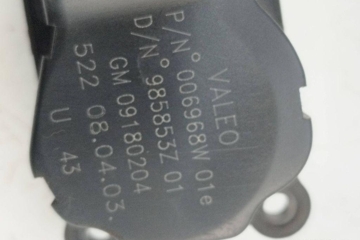 VALEO
P/N° 006968W 01e
D/N° 985853Z 01
GM 09180204
522 08.04.03.
U 43